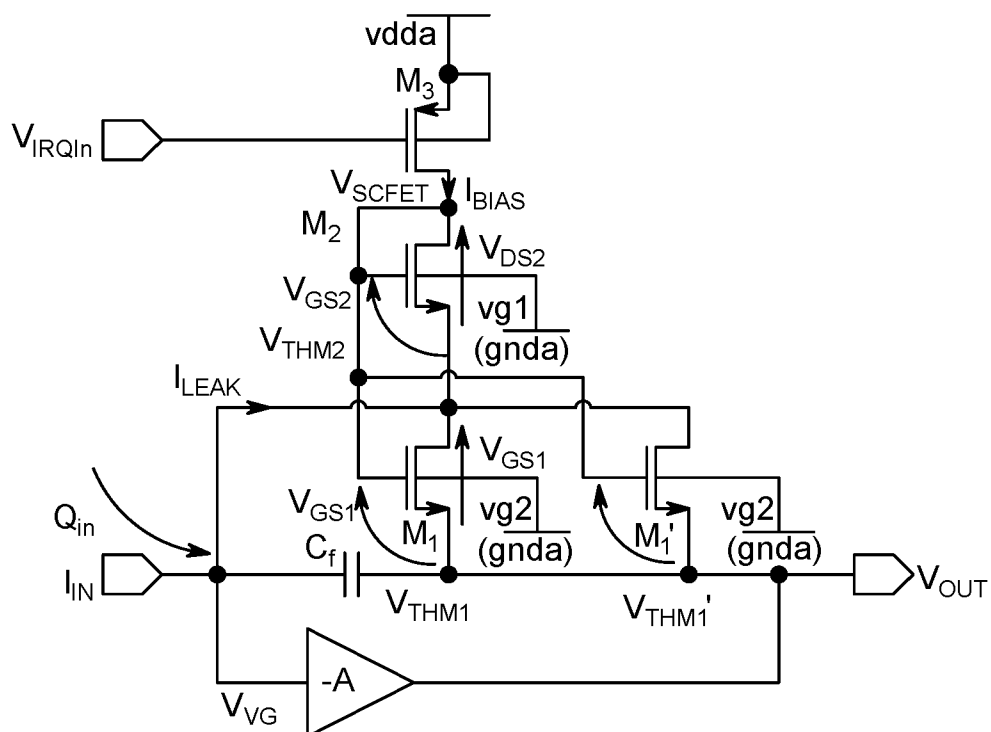 vdda
M3
VIRQIn
VSCFET
IBIAS
M2
VDS2
VGS2
vg1
(gnda)
VTHM2
ILEAK
VGS1
VGS1
Qin
M1
vg2
(gnda)
M1'
vg2
(gnda)
Cf
IIN
VTHM1
VTHM1'
VOUT
-A
VVG